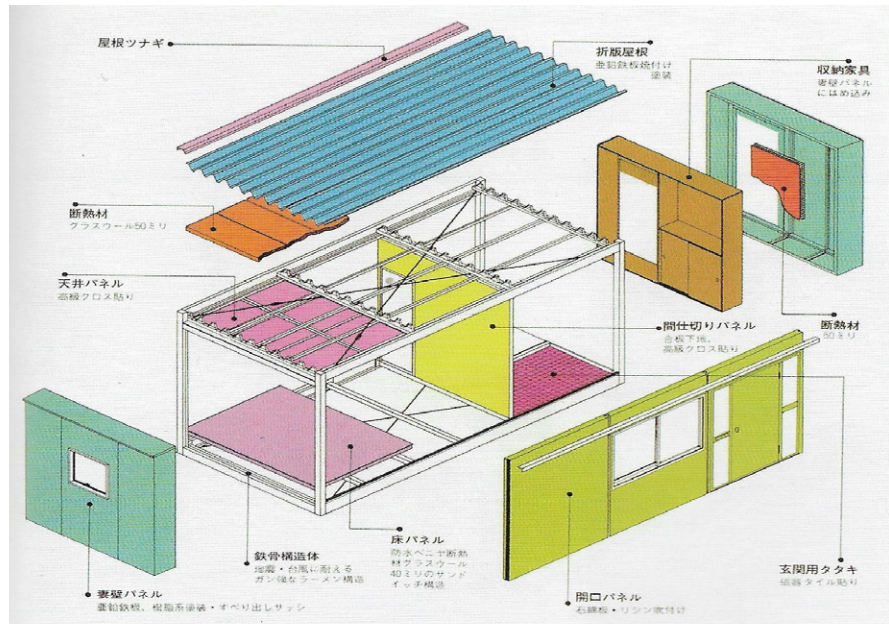 屋根ツナギ
折版屋根
亜鉛鉄板焼付け
塗装
収納家具
妻壁パネル
にはめ込み
断熱材
グラスウール50ミリ
天井パネル
高級クロス貼り
間仕切りパネル
合板下地、
高級クロス貼り
断熱材
50ミリ
鉄骨構造体
地震・台風に耐える
ガン強なラーメン構造
床パネル
防水ベニヤ断熱
材グラスウール
40ミリのサンド
イッチ構造
玄関用タタキ
磁器タイル貼り
妻壁パネル
亜鉛鉄板、樹脂系塗装・すべり出しサッシ
開口パネル
石綿板・リシン吹付け